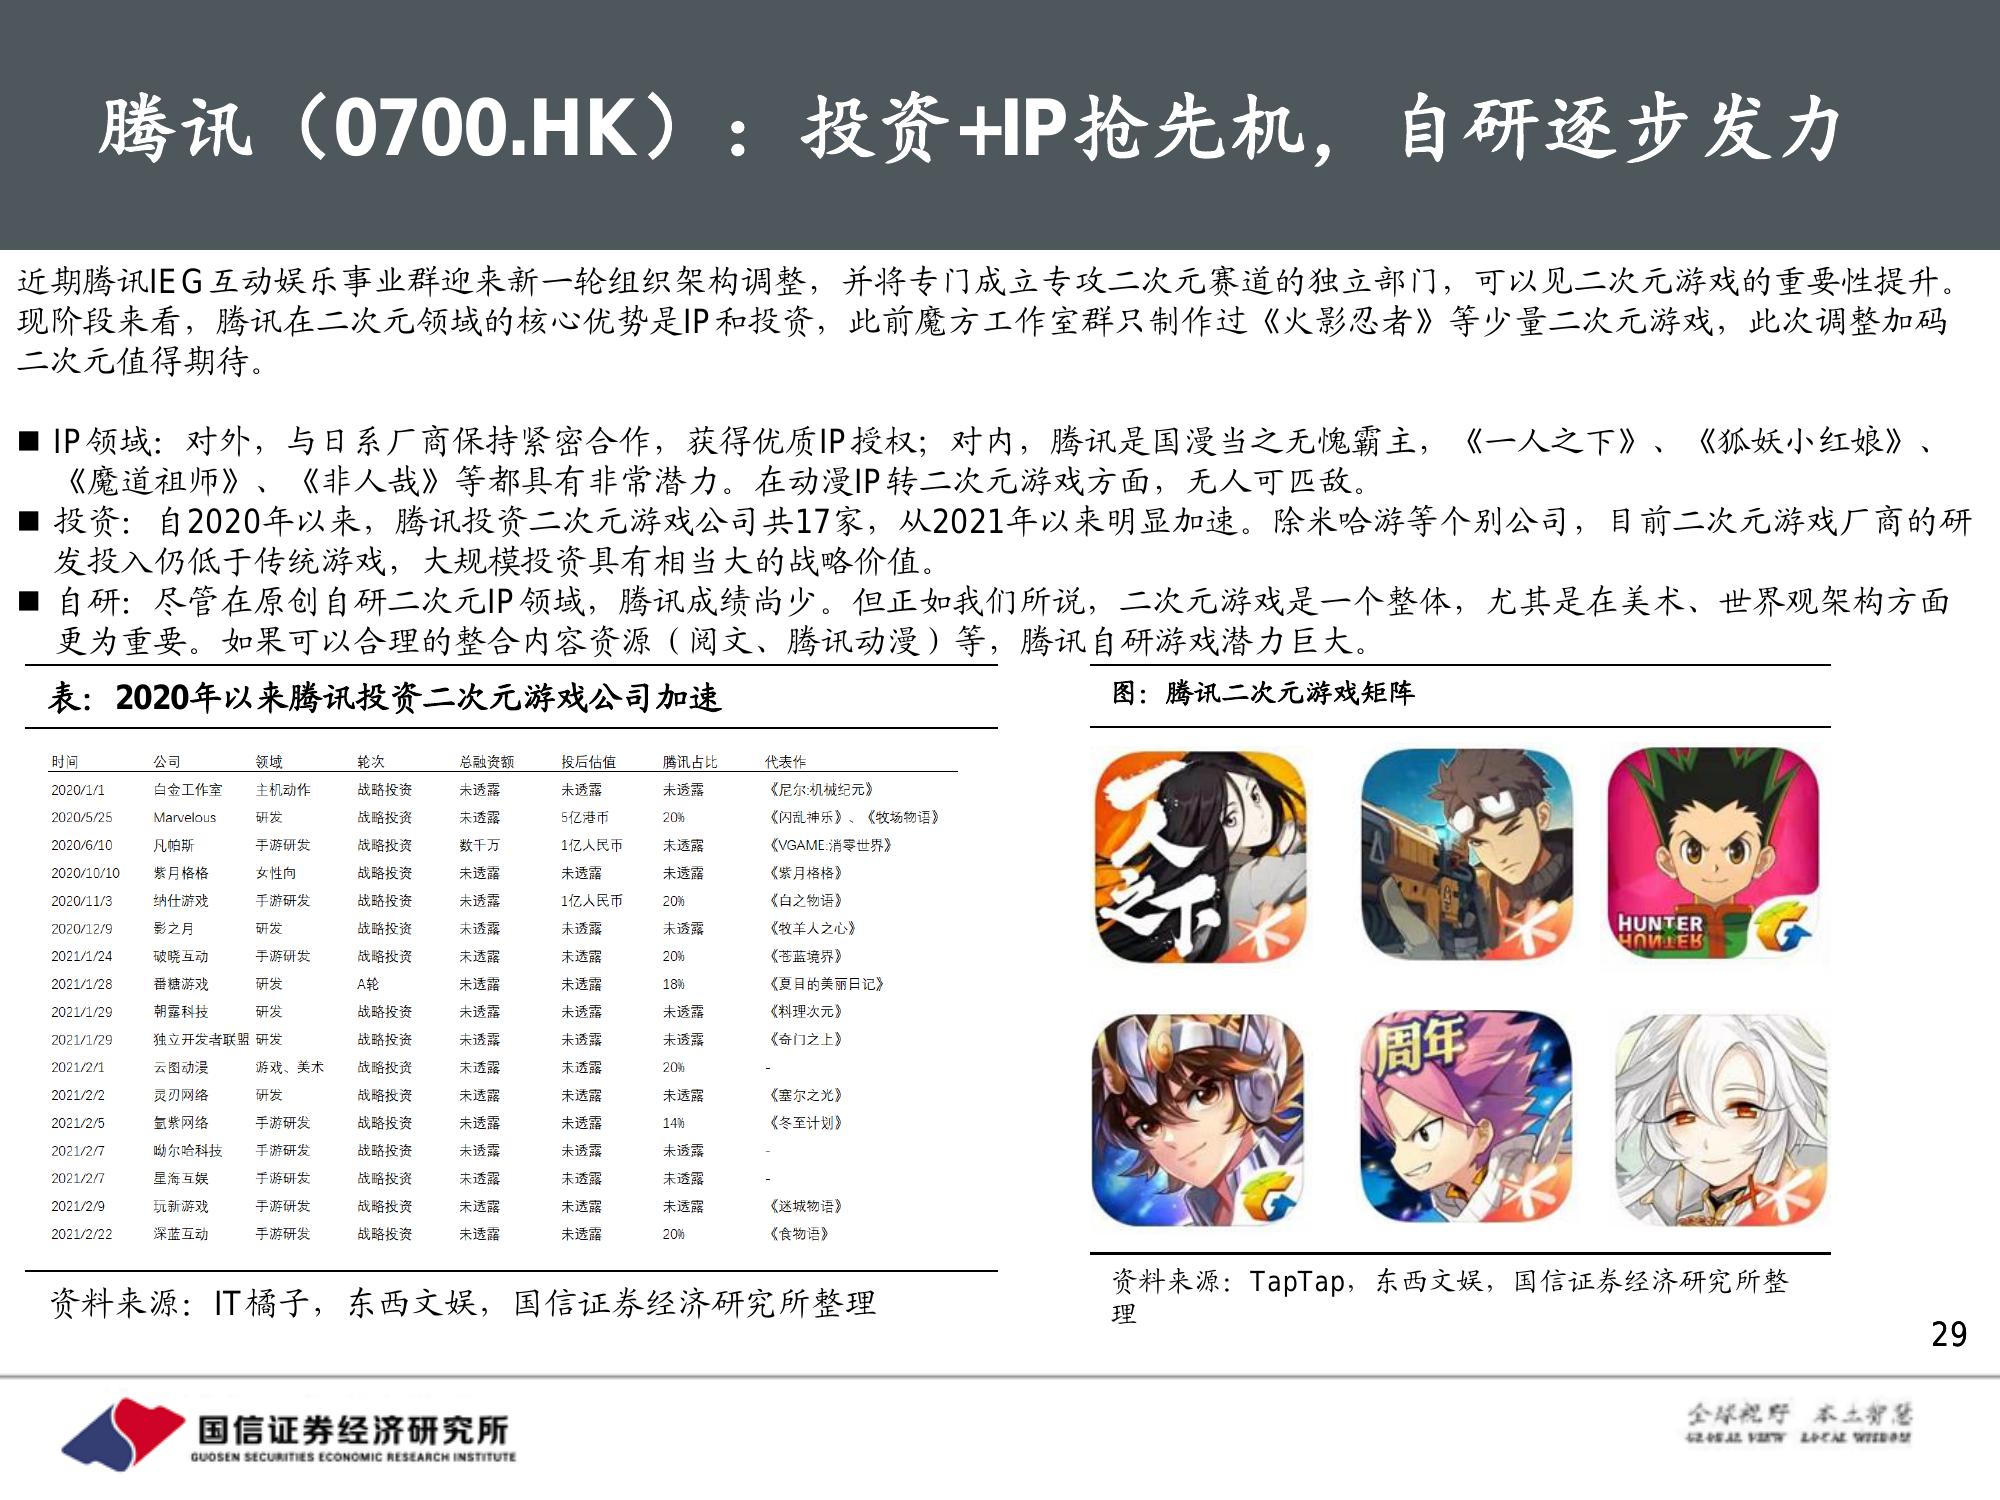 腾讯（0700.HK）：投资+IP抢先机，自研逐步发力
近期腾讯IEG互动娱乐事业群迎来新一轮组织架构调整，并将专门成立专攻二次元赛道的独立部门，可以见二次元游戏的重要性提升。
现阶段来看，腾讯在二次元领域的核心优势是IP和投资，此前魔方工作室群只制作过《火影忍者》等少量二次元游戏，此次调整加码
二次元值得期待。
■ IP领域：对外，与日系厂商保持紧密合作，获得优质IP授权；对内，腾讯是国漫当之无愧霸主，《一人之下》、《狐妖小红娘》、
《魔道祖师》、《非人哉》等都具有非常潜力。在动漫IP转二次元游戏方面，无人可匹敌。
■ 投资：自2020年以来，腾讯投资二次元游戏公司共17家，从2021年以来明显加速。除米哈游等个别公司，目前二次元游戏厂商的研
发投入仍低于传统游戏，大规模投资具有相当大的战略价值。
■ 自研：尽管在原创自研二次元IP领域，腾讯成绩尚少。但正如我们所说，二次元游戏是一个整体，尤其是在美术、世界观架构方面
更为重要。如果可以合理的整合内容资源（阅文、腾讯动漫）等，腾讯自研游戏潜力巨大。
表：2020年以来腾讯投资二次元游戏公司加速
时间 公司 领域 轮次 总融资额 投后估值 腾讯占比 代表作
2020/1/1 白金工作室 主机动作 战略投资 未透露 未透露 未透露 《尼尔:机械纪元》
2020/5/25 Marvelous 研发 战略投资 未透露 5亿港币 20% 《闪乱神乐》、《牧场物语》
2020/6/10 凡帕斯 手游研发 战略投资 数千万 1亿人民币 未透露 《VGAME:消零世界》
2020/10/10 紫月格格 女性向 战略投资 未透露 未透露 未透露 《紫月格格》
2020/11/3 纳仕游戏 手游研发 战略投资 未透露 1亿人民币 20% 《白之物语》
2020/12/9 影之月 研发 战略投资 未透露 未透露 未透露 《牧羊人之心》
2021/1/24 破晓互动 手游研发 战略投资 未透露 未透露 20% 《苍蓝境界》
2021/1/28 番糖游戏 研发 A轮 未透露 未透露 18% 《夏目的美丽日记》
2021/1/29 朝露科技 研发 战略投资 未透露 未透露 未透露 《料理次元》
2021/1/29 独立开发者联盟 研发 战略投资 未透露 未透露 未透露 《奇门之上》
2021/2/1 云图动漫 游戏、美术 战略投资 未透露 未透露 20% -
2021/2/2 灵刃网络 研发 战略投资 未透露 未透露 未透露 《塞尔之光》
2021/2/5 氩紫网络 手游研发 战略投资 未透露 未透露 14% 《冬至计划》
2021/2/7 呦尔哈科技 手游研发 战略投资 未透露 未透露 未透露 -
2021/2/7 星海互娱 手游研发 战略投资 未透露 未透露 未透露 -
2021/2/9 玩新游戏 手游研发 战略投资 未透露 未透露 未透露 《迷城物语》
2021/2/22 深蓝互动 手游研发 战略投资 未透露 未透露 20% 《食物语》
资料来源：IT橘子，东西文娱，国信证券经济研究所整理
图：腾讯二次元游戏矩阵
一人之下
HUNTER
HUNTER
周年
资料来源：TapTap，东西文娱，国信证券经济研究所整
理
29
国信证券经济研究所
GUOSEN SECURITIES ECONOMIC RESEARCH INSTITUTE
全球视野 本土智慧
GLOBAL VIEW LOCAL WISDOM